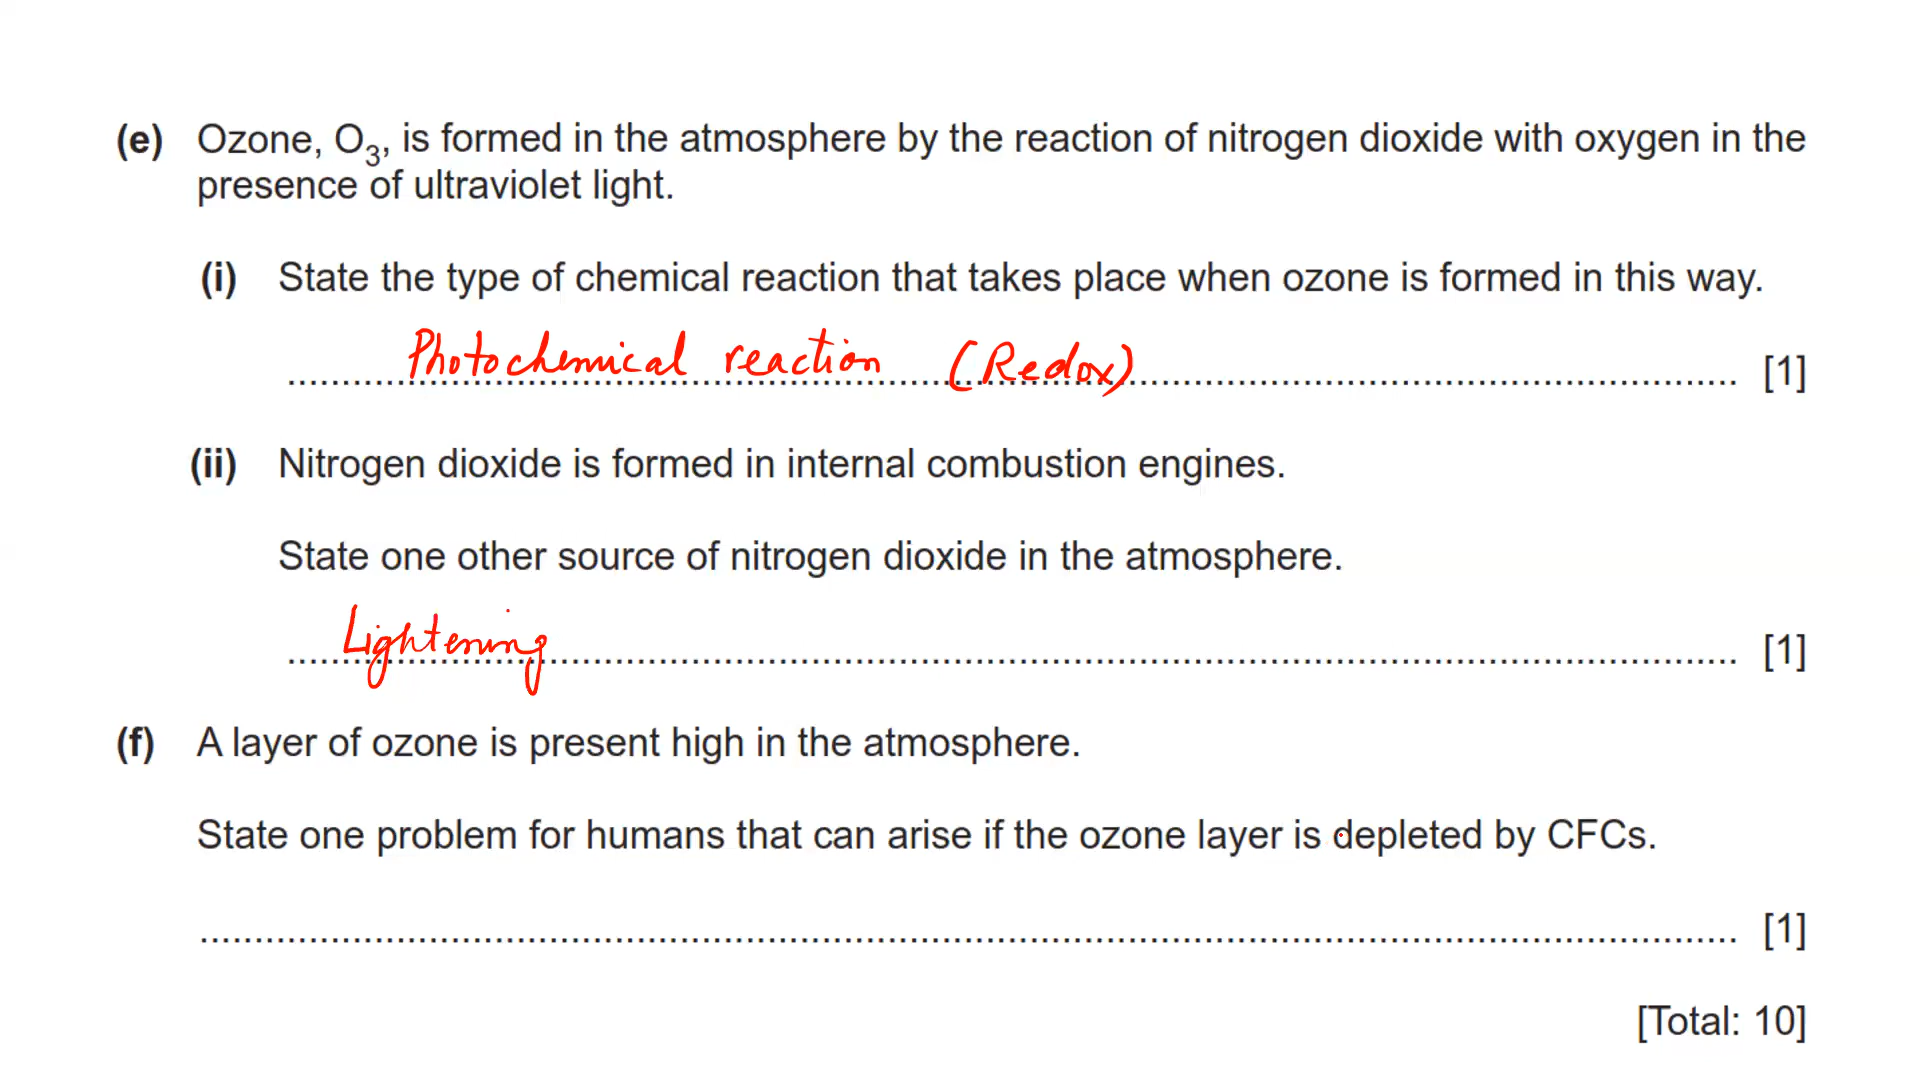 (e) Ozone, O3, is formed in the atmosphere by the reaction of nitrogen dioxide with oxygen in the
presence of ultraviolet light.
(i) State the type of chemical reaction that takes place when ozone is formed in this way.
Photochemical reaction (Redox)
[1]
(ii) Nitrogen dioxide is formed in internal combustion engines.
State one other source of nitrogen dioxide in the atmosphere.
Lightening
[1]
(f) A layer of ozone is present high in the atmosphere.
State one problem for humans that can arise if the ozone layer is depleted by CFCs.
[1]
[Total: 10]